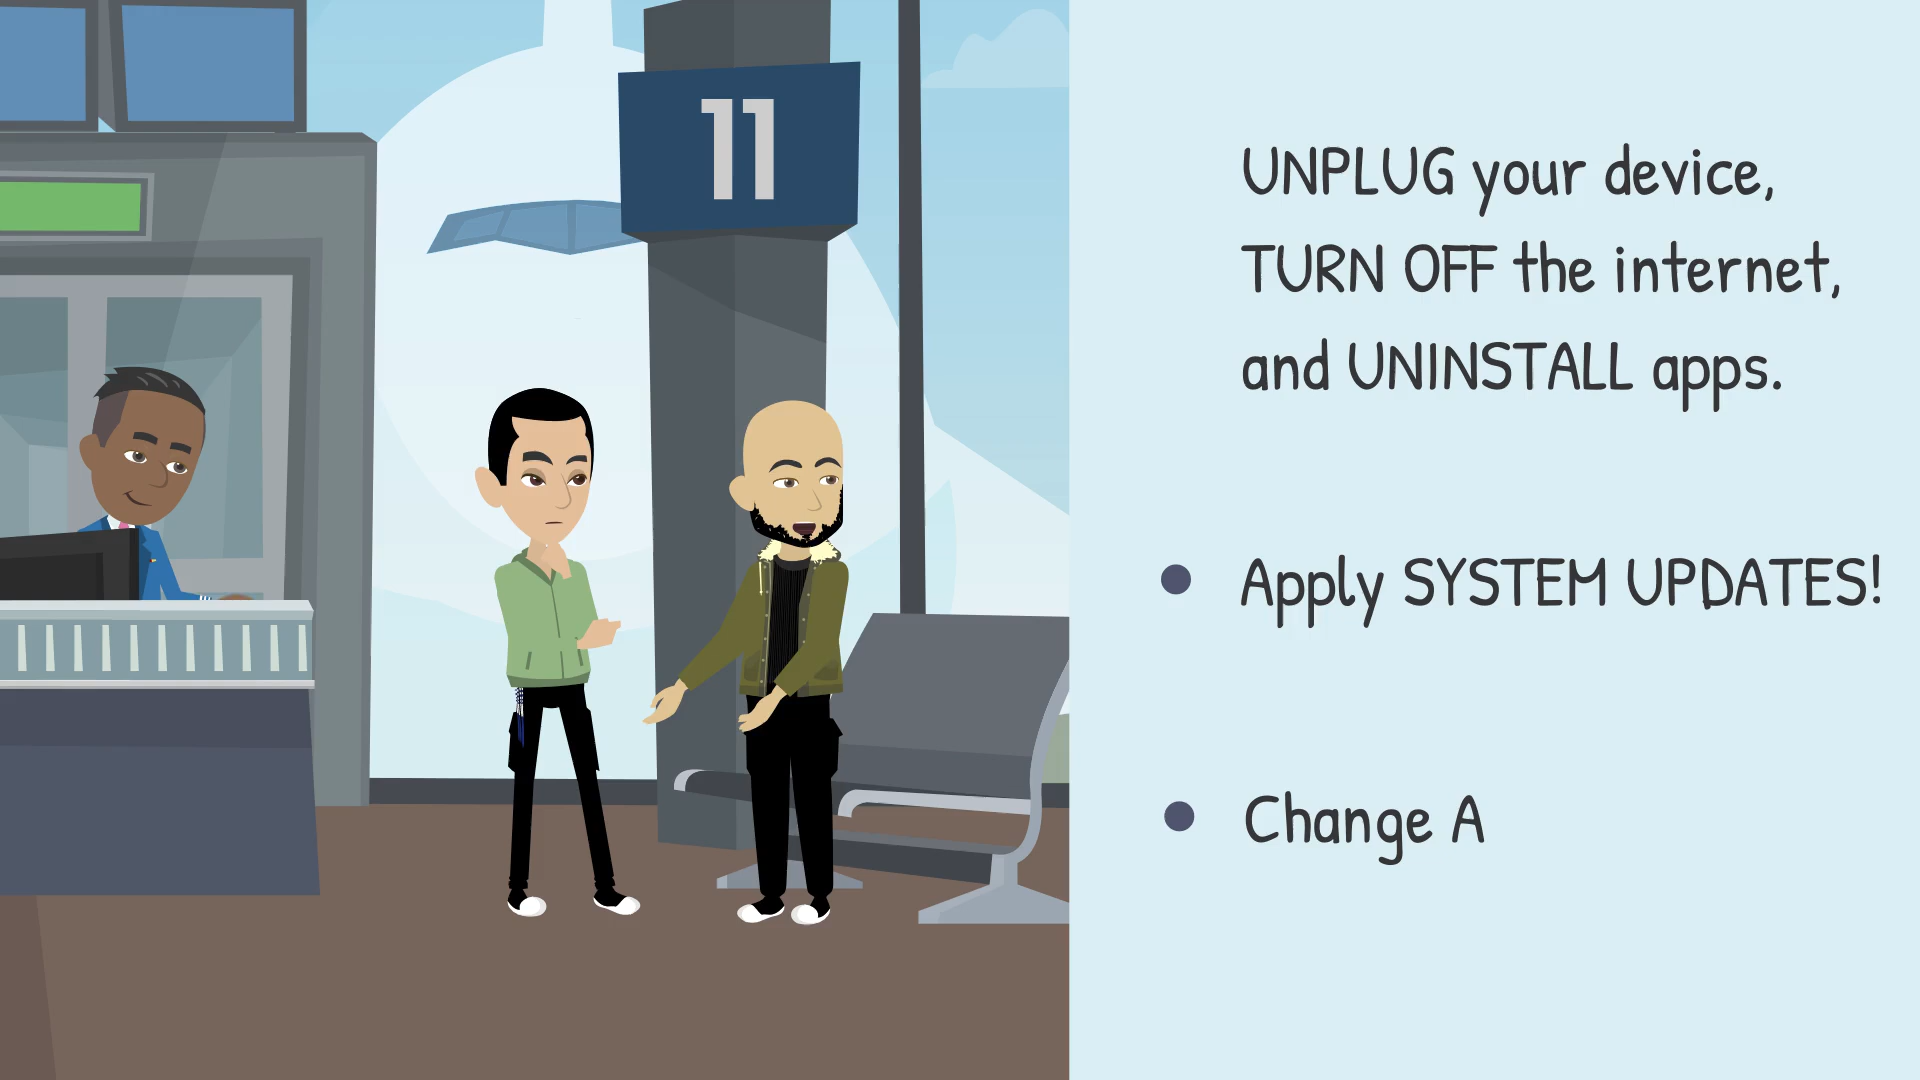 11
UNPLUG your device,
TURN OFF the internet,
and UNINSTALL apps.
Apply SYSTEM UPDATES!
Change A